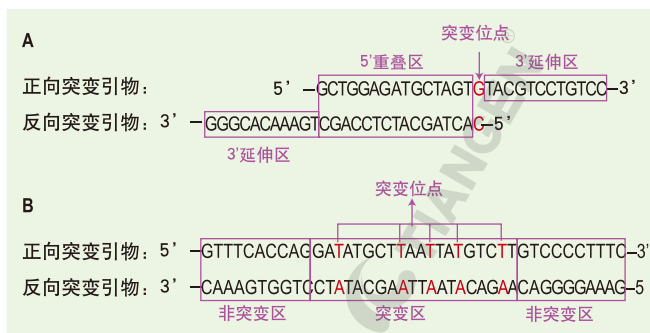 A
突变位点
5'重叠区
3'延伸区
正向突变引物: 5' GCTGGAGATGCTAGTGTACGTCCTGTCC-3'
反向突变引物: 3' GGGCACAAAGTCGACCTCTACGATCAC-5'
3'延伸区
B
突变位点
正向突变引物: 5' GTTTCACCAGGATATGCTTTAATTATGTCTTGTCCCCTTTC-3'
反向突变引物: 3' CAAAGTGGTCCTATACGAATTAATACAGAACAGGGGAAAG-5
非突变区
突变区
非突变区
TIANGEN